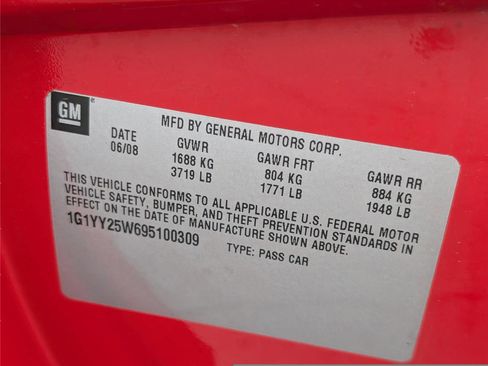 GM
MFD BY GENERAL MOTORS CORP.
DATE GVWR GAWR FRT GAWR RR
06/08 1688 KG 804 KG 884 KG
3719 LB 1771 LB 1948 LB
THIS VEHICLE CONFORMS TO ALL APPLICABLE U.S. FEDERAL MOTOR
VEHICLE SAFETY, BUMPER, AND THEFT PREVENTION STANDARDS IN
EFFECT ON THE DATE OF MANUFACTURE SHOWN ABOVE.
1G1YY25W695100309 TYPE: PASS CAR